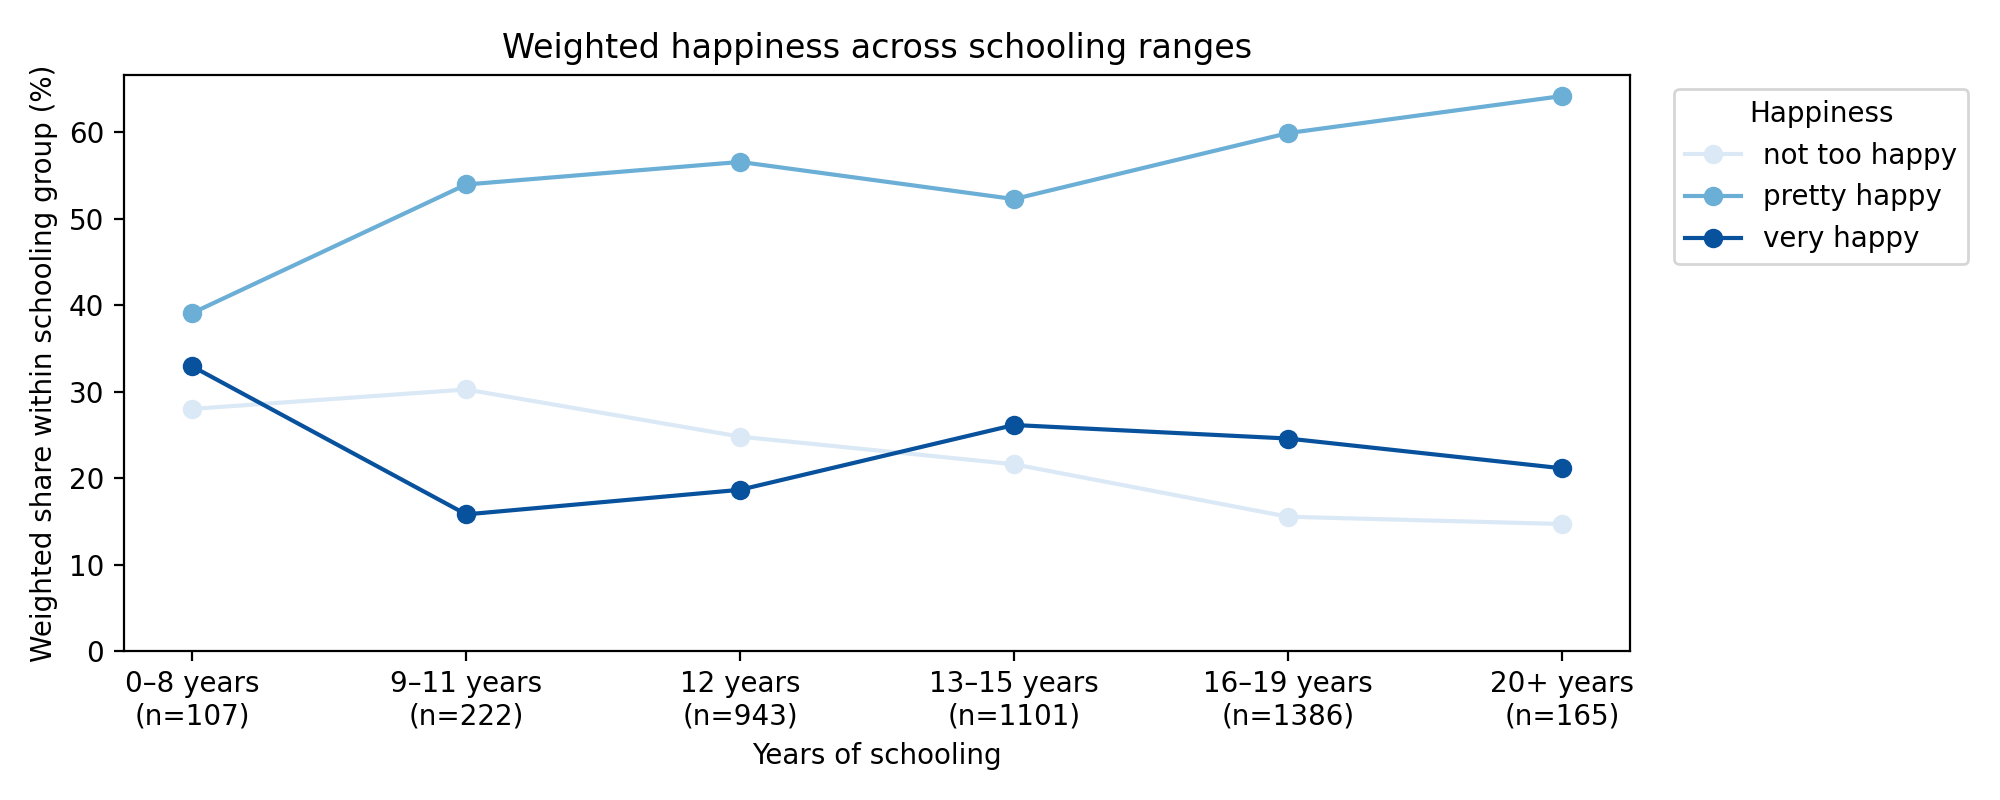 Weighted happiness across schooling ranges
Weighted share within schooling group (%)
60
50
40
30
20
10
0
0–8 years
(n=107)
9–11 years
(n=222)
12 years
(n=943)
13–15 years
(n=1101)
16–19 years
(n=1386)
20+ years
(n=165)
Years of schooling
Happiness
not too happy
pretty happy
very happy